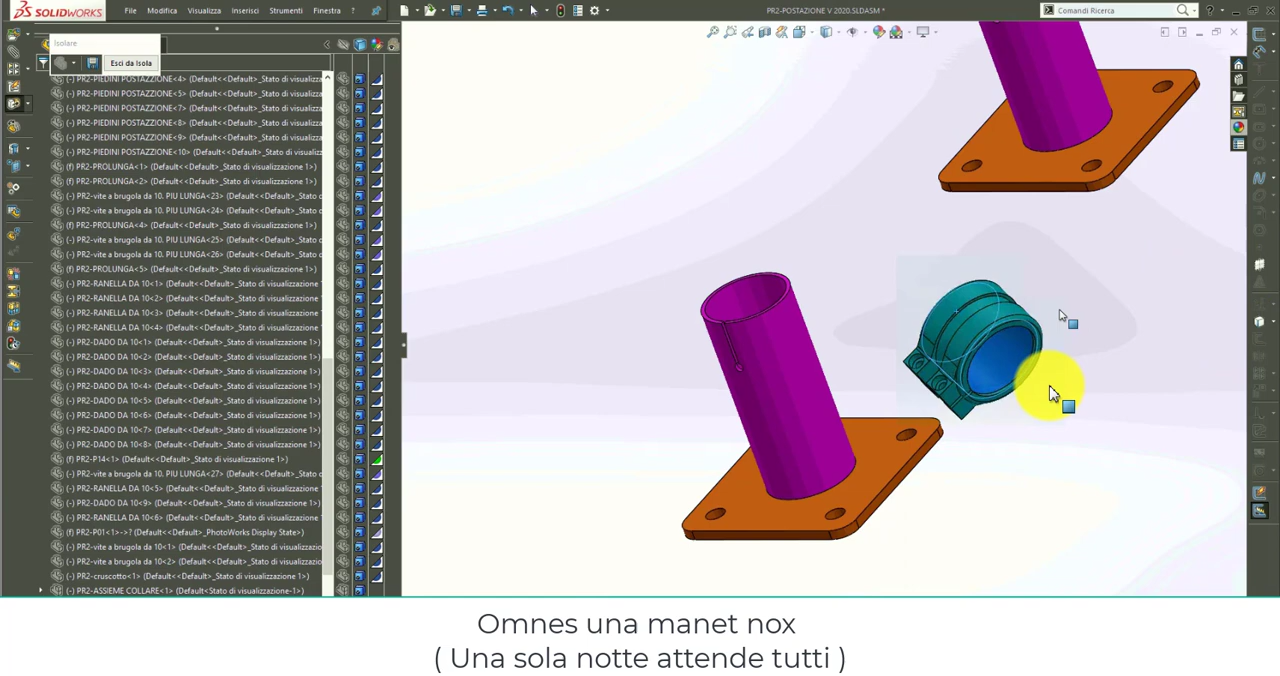 SOLIDWORKS
File Modifica Visualizza Inserisci Strumenti Finestra
PR2-POSTAZIONE V 2020.SLDASM *
Comandi Ricerca
Isolare
Esci da Isola
(-) PR2-PIEDINI POSTAZZIONE<4> (Default<<Default>_Stato di visualizza
(-) PR2-PIEDINI POSTAZZIONE<5> (Default<<Default>_Stato di visualizza
(-) PR2-PIEDINI POSTAZZIONE<7> (Default<<Default>_Stato di visualizza
(-) PR2-PIEDINI POSTAZZIONE<8> (Default<<Default>_Stato di visualizza
(-) PR2-PIEDINI POSTAZZIONE<9> (Default<<Default>_Stato di visualizza
(-) PR2-PIEDINI POSTAZZIONE<10> (Default<<Default>_Stato di visualizz
(f) PR2-PROLUNGA<1> (Default<<Default>_Stato di visualizzazione 1>)
(f) PR2-PROLUNGA<2> (Default<<Default>_Stato di visualizzazione 1>)
(-) PR2-vite a brugola da 10. PIU LUNGA<23> (Default<<Default>_Stato d
(-) PR2-vite a brugola da 10. PIU LUNGA<24> (Default<<Default>_Stato d
(f) PR2-PROLUNGA<4> (Default<<Default>_Stato di visualizzazione 1>)
(-) PR2-vite a brugola da 10. PIU LUNGA<25> (Default<<Default>_Stato d
(-) PR2-vite a brugola da 10. PIU LUNGA<26> (Default<<Default>_Stato d
(f) PR2-PROLUNGA<5> (Default<<Default>_Stato di visualizzazione 1>)
(-) PR2-RANELLA DA 10<1> (Default<<Default>_Stato di visualizzazione 1
(-) PR2-RANELLA DA 10<2> (Default<<Default>_Stato di visualizzazione 1
(-) PR2-RANELLA DA 10<3> (Default<<Default>_Stato di visualizzazione 1
(-) PR2-RANELLA DA 10<4> (Default<<Default>_Stato di visualizzazione 1
(-) PR2-DADO DA 10<1> (Default<<Default>_Stato di visualizzazione 1>)
(-) PR2-DADO DA 10<2> (Default<<Default>_Stato di visualizzazione 1>)
(-) PR2-DADO DA 10<3> (Default<<Default>_Stato di visualizzazione 1>)
(-) PR2-DADO DA 10<4> (Default<<Default>_Stato di visualizzazione 1>)
(-) PR2-DADO DA 10<5> (Default<<Default>_Stato di visualizzazione 1>)
(-) PR2-DADO DA 10<6> (Default<<Default>_Stato di visualizzazione 1>)
(-) PR2-DADO DA 10<7> (Default<<Default>_Stato di visualizzazione 1>)
(-) PR2-DADO DA 10<8> (Default<<Default>_Stato di visualizzazione 1>)
(f) PR2-P14<1> (Default<<Default>_Stato di visualizzazione 1>)
(-) PR2-vite a brugola da 10. PIU LUNGA<27> (Default<<Default>_Stato d
(-) PR2-RANELLA DA 10<5> (Default<<Default>_Stato di visualizzazione 1
(-) PR2-DADO DA 10<9> (Default<<Default>_Stato di visualizzazione 1>)
(-) PR2-RANELLA DA 10<6> (Default<<Default>_Stato di visualizzazione 1
(f) PR2-P01<1>->? (Default<<Default>_PhotoWorks Display State>)
(-) PR2-vite a brugola da 10<1> (Default<<Default>_Stato di visualizzazio
(-) PR2-vite a brugola da 10<2> (Default<<Default>_Stato di visualizzazio
(-) PR2-cruscotto<1> (Default<<Default>_Stato di visualizzazione 1>)
(-) PR2-ASSIEME COLLARE<1> (Default<Stato di visualizzazione-1>)
Omnes una manet nox
( Una sola notte attende tutti )